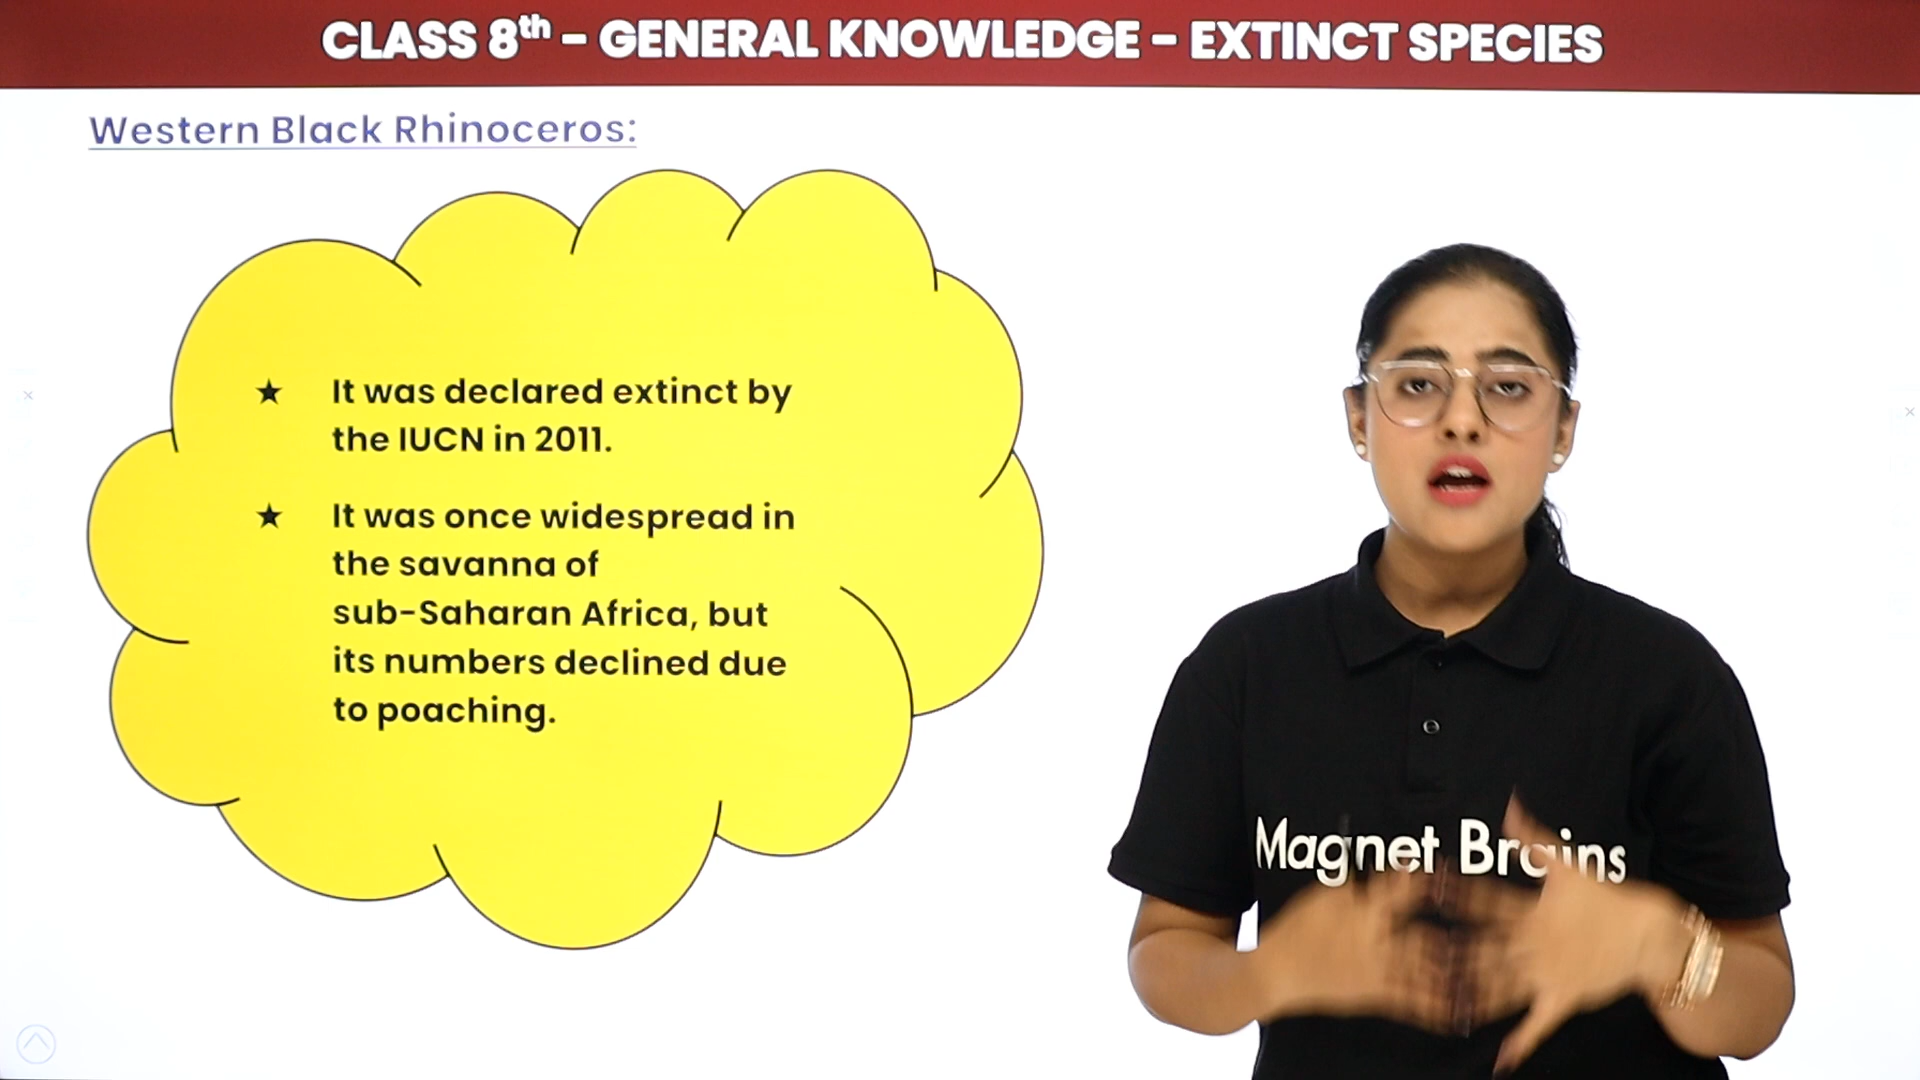 CLASS 8th – GENERAL KNOWLEDGE – EXTINCT SPECIES
Western Black Rhinoceros:
★ It was declared extinct by
the IUCN in 2011.
★ It was once widespread in
the savanna of
sub-Saharan Africa, but
its numbers declined due
to poaching.
Magnet Brains